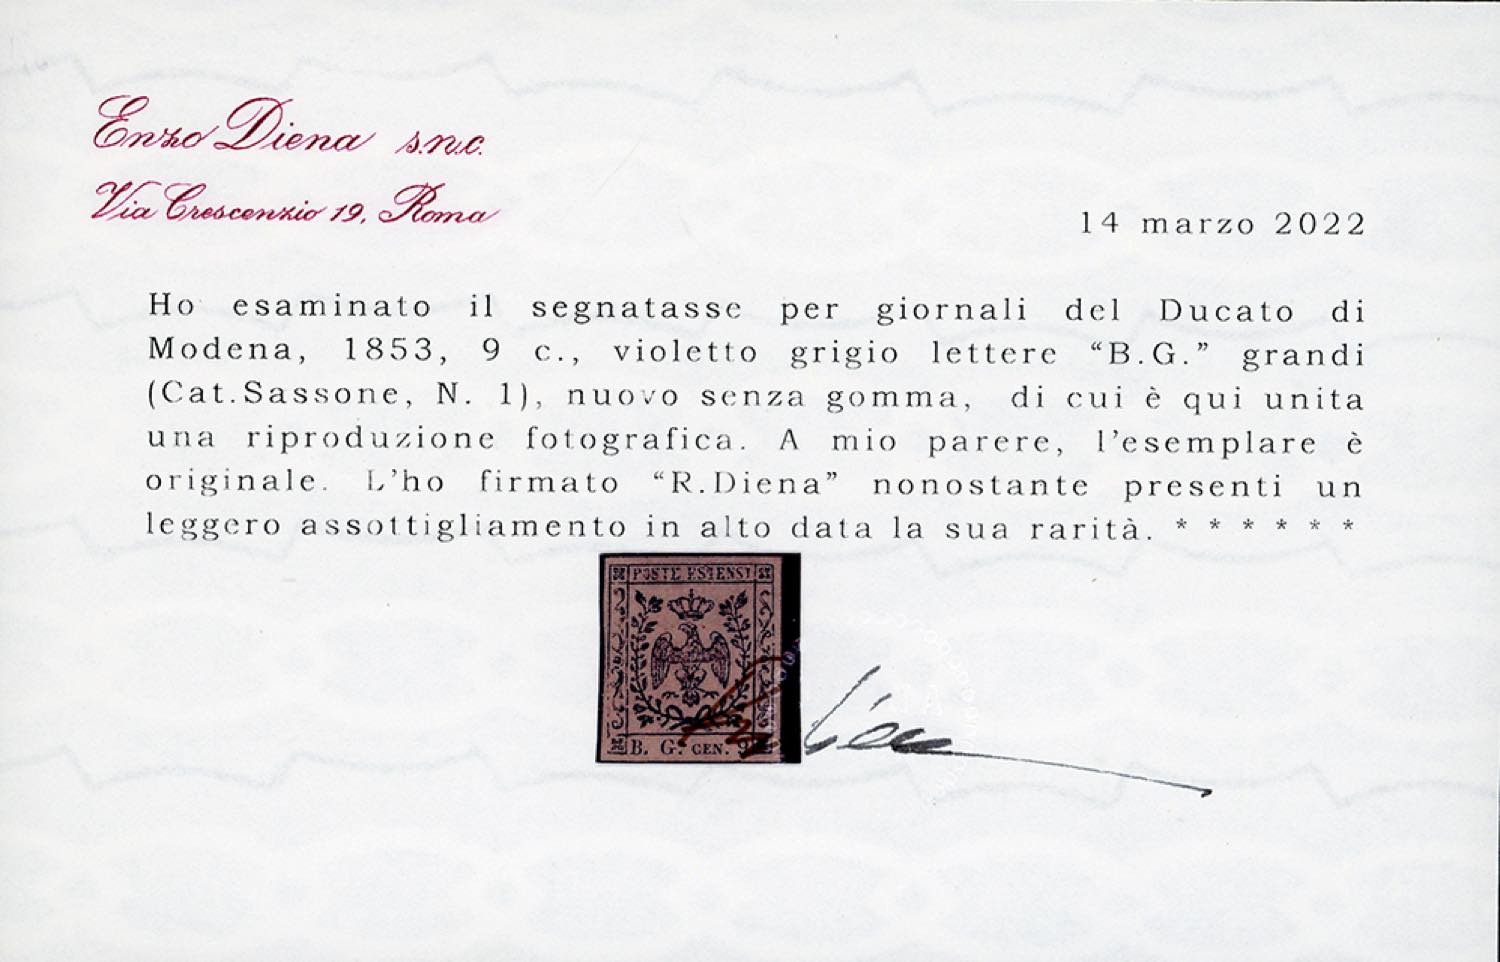 Enzo Diena s.n.c.
Via Crescenzio 19, Roma
14 marzo 2022
Ho esaminato il segnatasse per giornali del Ducato di
Modena, 1853, 9 c., violetto grigio lettere “B.G.” grandi
(Cat.Sassone, N. 1), nuovo senza gomma, di cui è qui unita
una riproduzione fotografica. A mio parere, l'esemplare è
originale. L'ho firmato “R.Diena” nonostante presenti un
leggero assottigliamento in alto data la sua rarità. * * * * * *
POSTE ESTENSI
B. G. CEN. 9
Diena